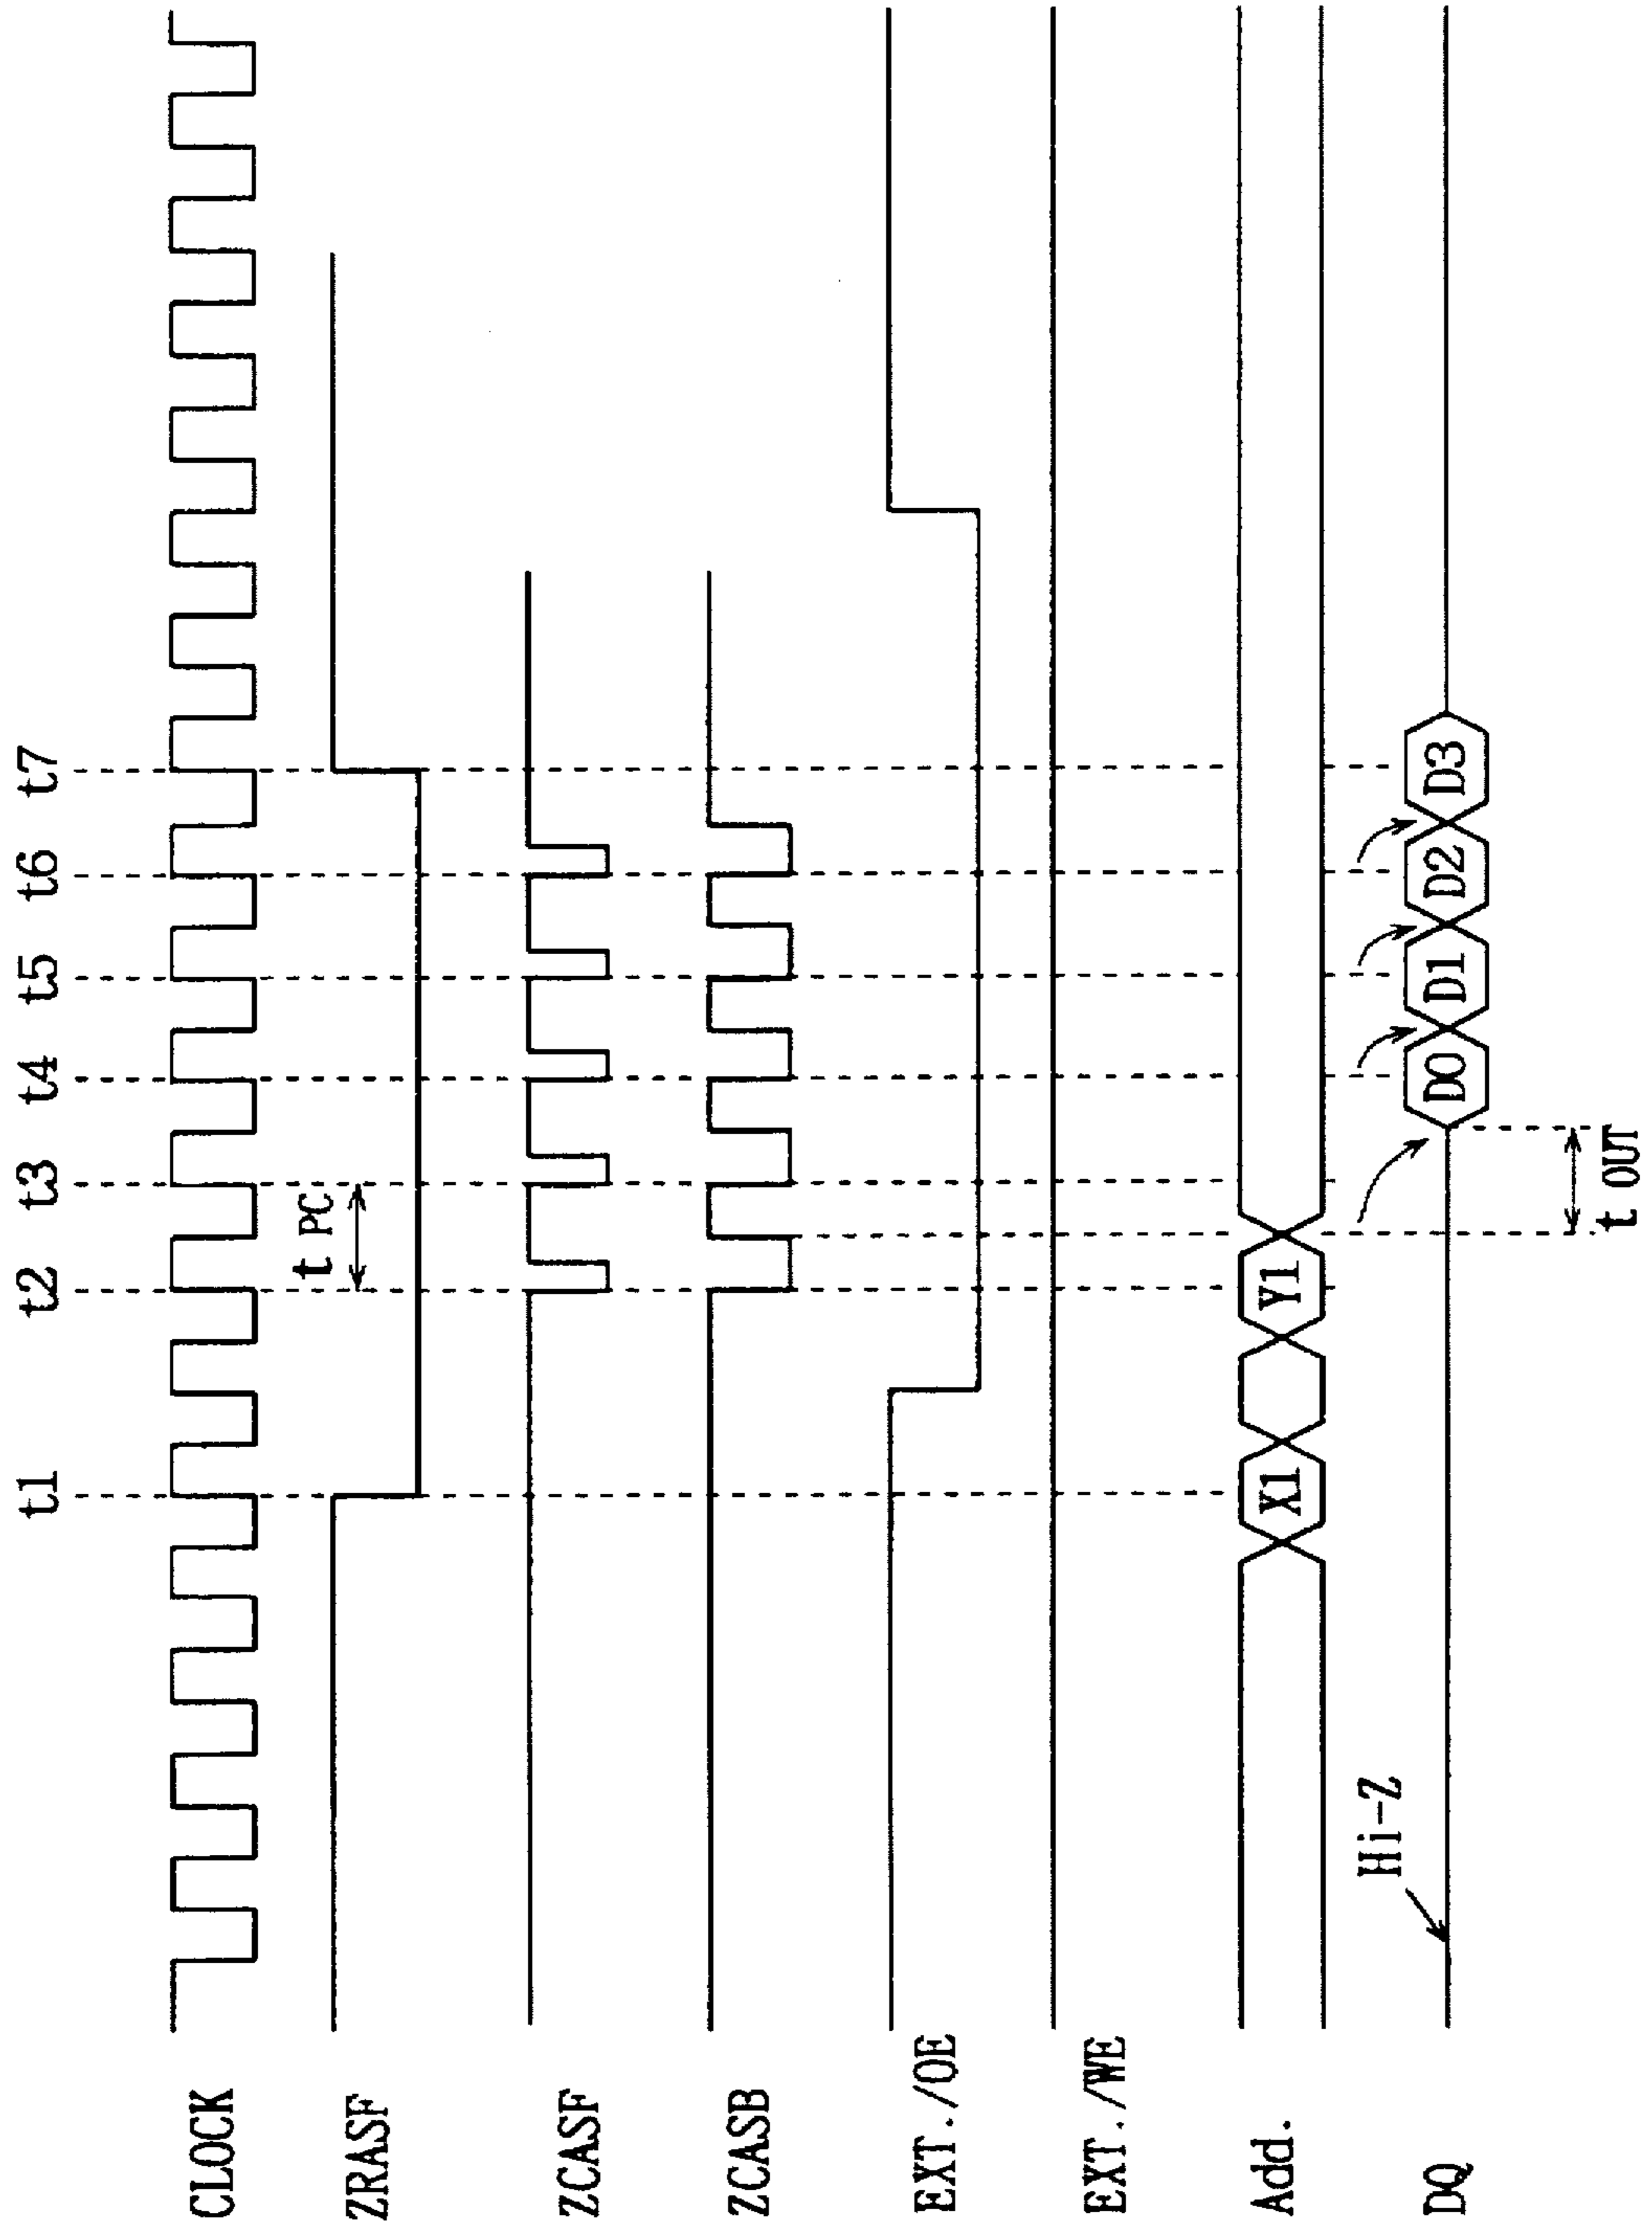 t1 t2 t3 t4 t5 t6 t7
CLOCK
ZRASF
t PC
ZCASF
ZCASB
EXT./OE
EXT./WE
Add. X1 Y1
Hi-Z
DQ D0 D1 D2 D3
t OUT